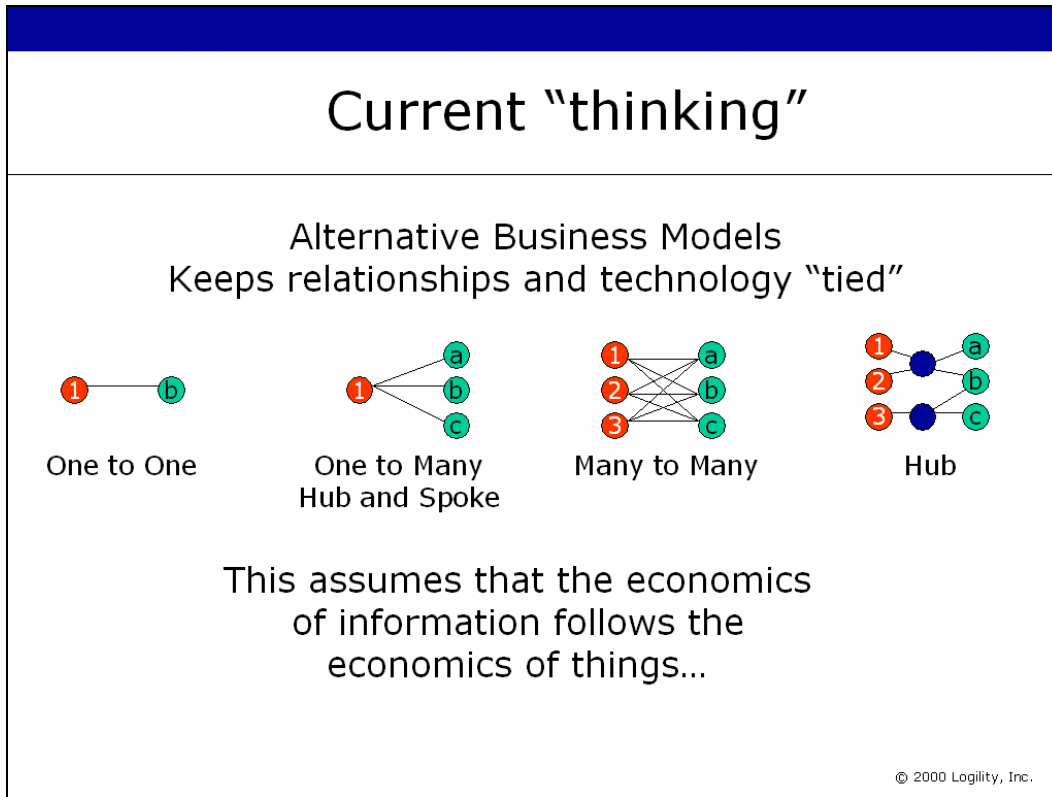 Current “thinking”
Alternative Business Models
Keeps relationships and technology “tied”
1 b
One to One
1 a b c
One to Many
Hub and Spoke
1 2 3 a b c
Many to Many
1 2 3 a b c
Hub
This assumes that the economics
of information follows the
economics of things…
© 2000 Logility, Inc.